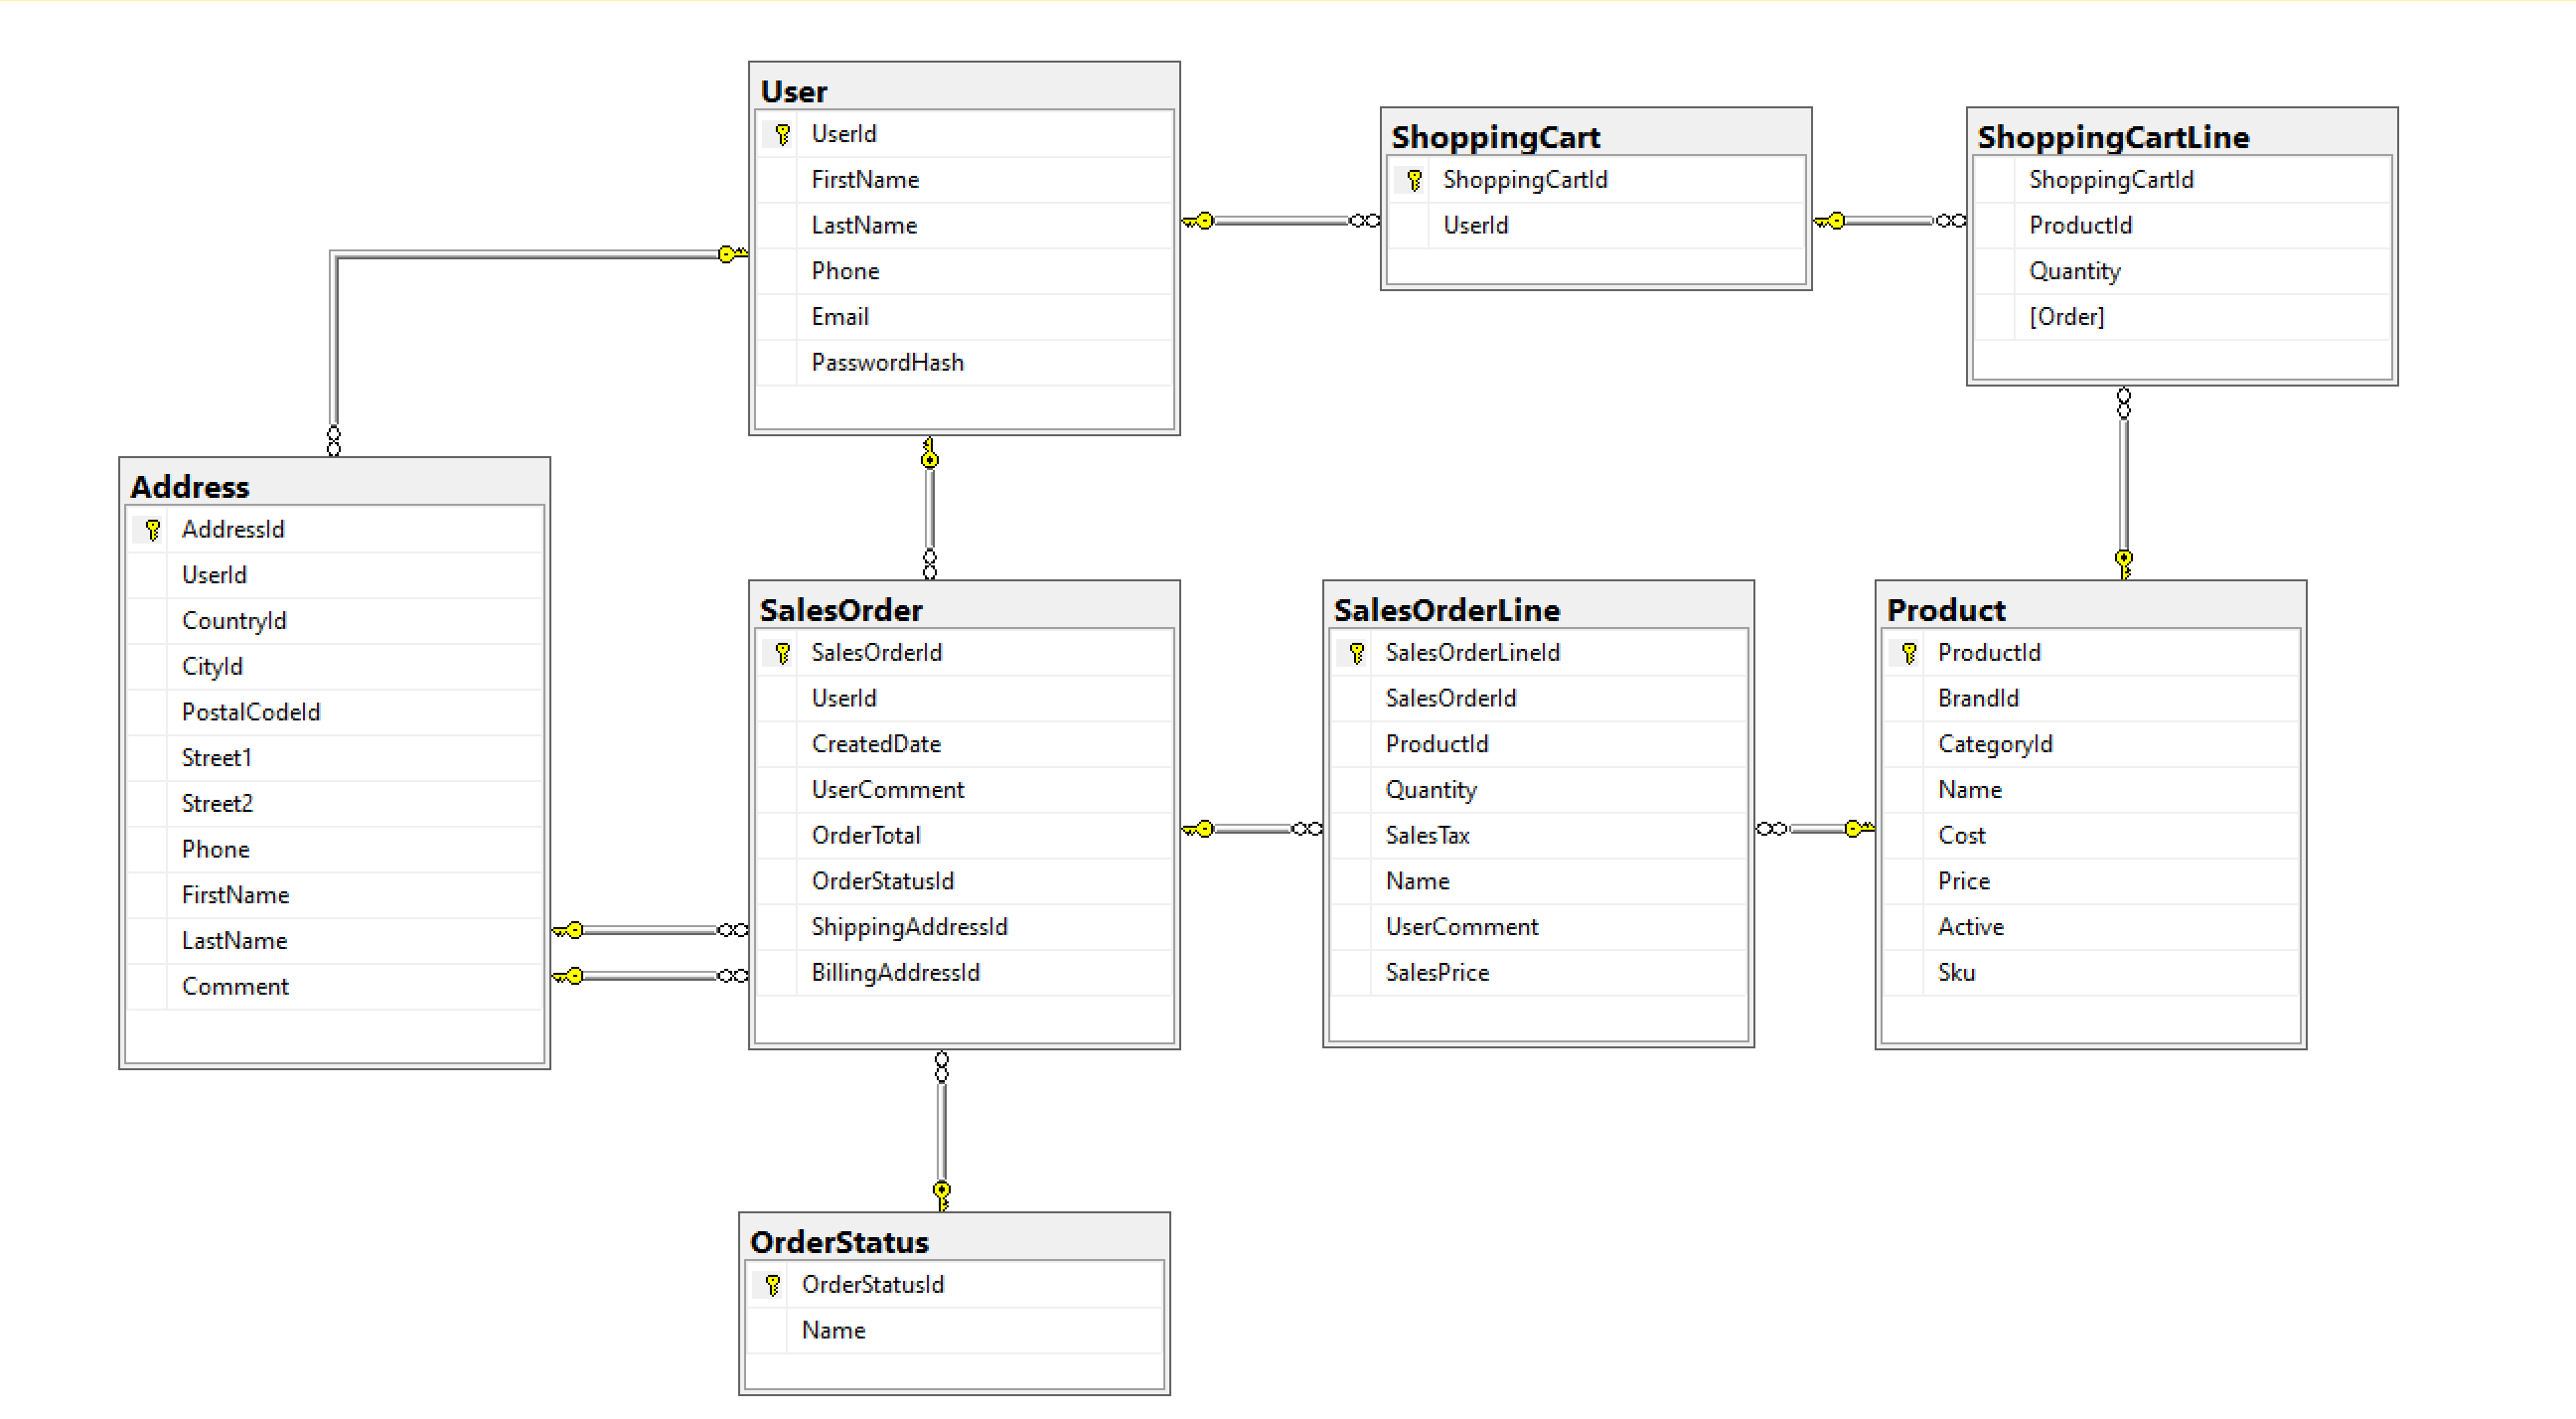 User
UserId
FirstName
LastName
Phone
Email
PasswordHash
ShoppingCart
ShoppingCartId
UserId
ShoppingCartLine
ShoppingCartId
ProductId
Quantity
[Order]
Address
AddressId
UserId
CountryId
CityId
PostalCodeId
Street1
Street2
Phone
FirstName
LastName
Comment
SalesOrder
SalesOrderId
UserId
CreatedDate
UserComment
OrderTotal
OrderStatusId
ShippingAddressId
BillingAddressId
SalesOrderLine
SalesOrderLineId
SalesOrderId
ProductId
Quantity
SalesTax
Name
UserComment
SalesPrice
Product
ProductId
BrandId
CategoryId
Name
Cost
Price
Active
Sku
OrderStatus
OrderStatusId
Name